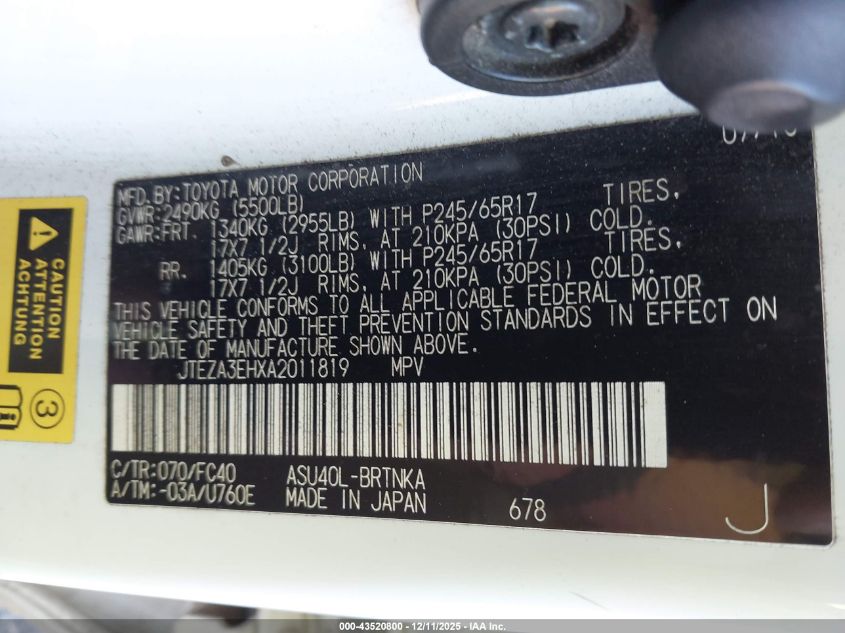 MFD.BY:TOYOTA MOTOR CORPORATION
GVWR:2490KG (5500LB)
GAWR:FRT. 1340KG (2955LB) WITH P245/65R17 TIRES,
17X7 1/2J RIMS, AT 210KPA (30PSI) COLD.
RR. 1405KG (3100LB) WITH P245/65R17 TIRES,
17X7 1/2J RIMS, AT 210KPA (30PSI) COLD.
THIS VEHICLE CONFORMS TO ALL APPLICABLE FEDERAL MOTOR
VEHICLE SAFETY AND THEFT PREVENTION STANDARDS IN EFFECT ON
THE DATE OF MANUFACTURE SHOWN ABOVE.
JTEZA3EHXA2011819 MPV
C/TR:070/FC40 ASU40L-BRTNKA
A/TM:-03A/U760E MADE IN JAPAN 678 J
CAUTION
ATTENTION
ACHTUNG
3
000-43520800 - 12/11/2025 - IAA Inc.